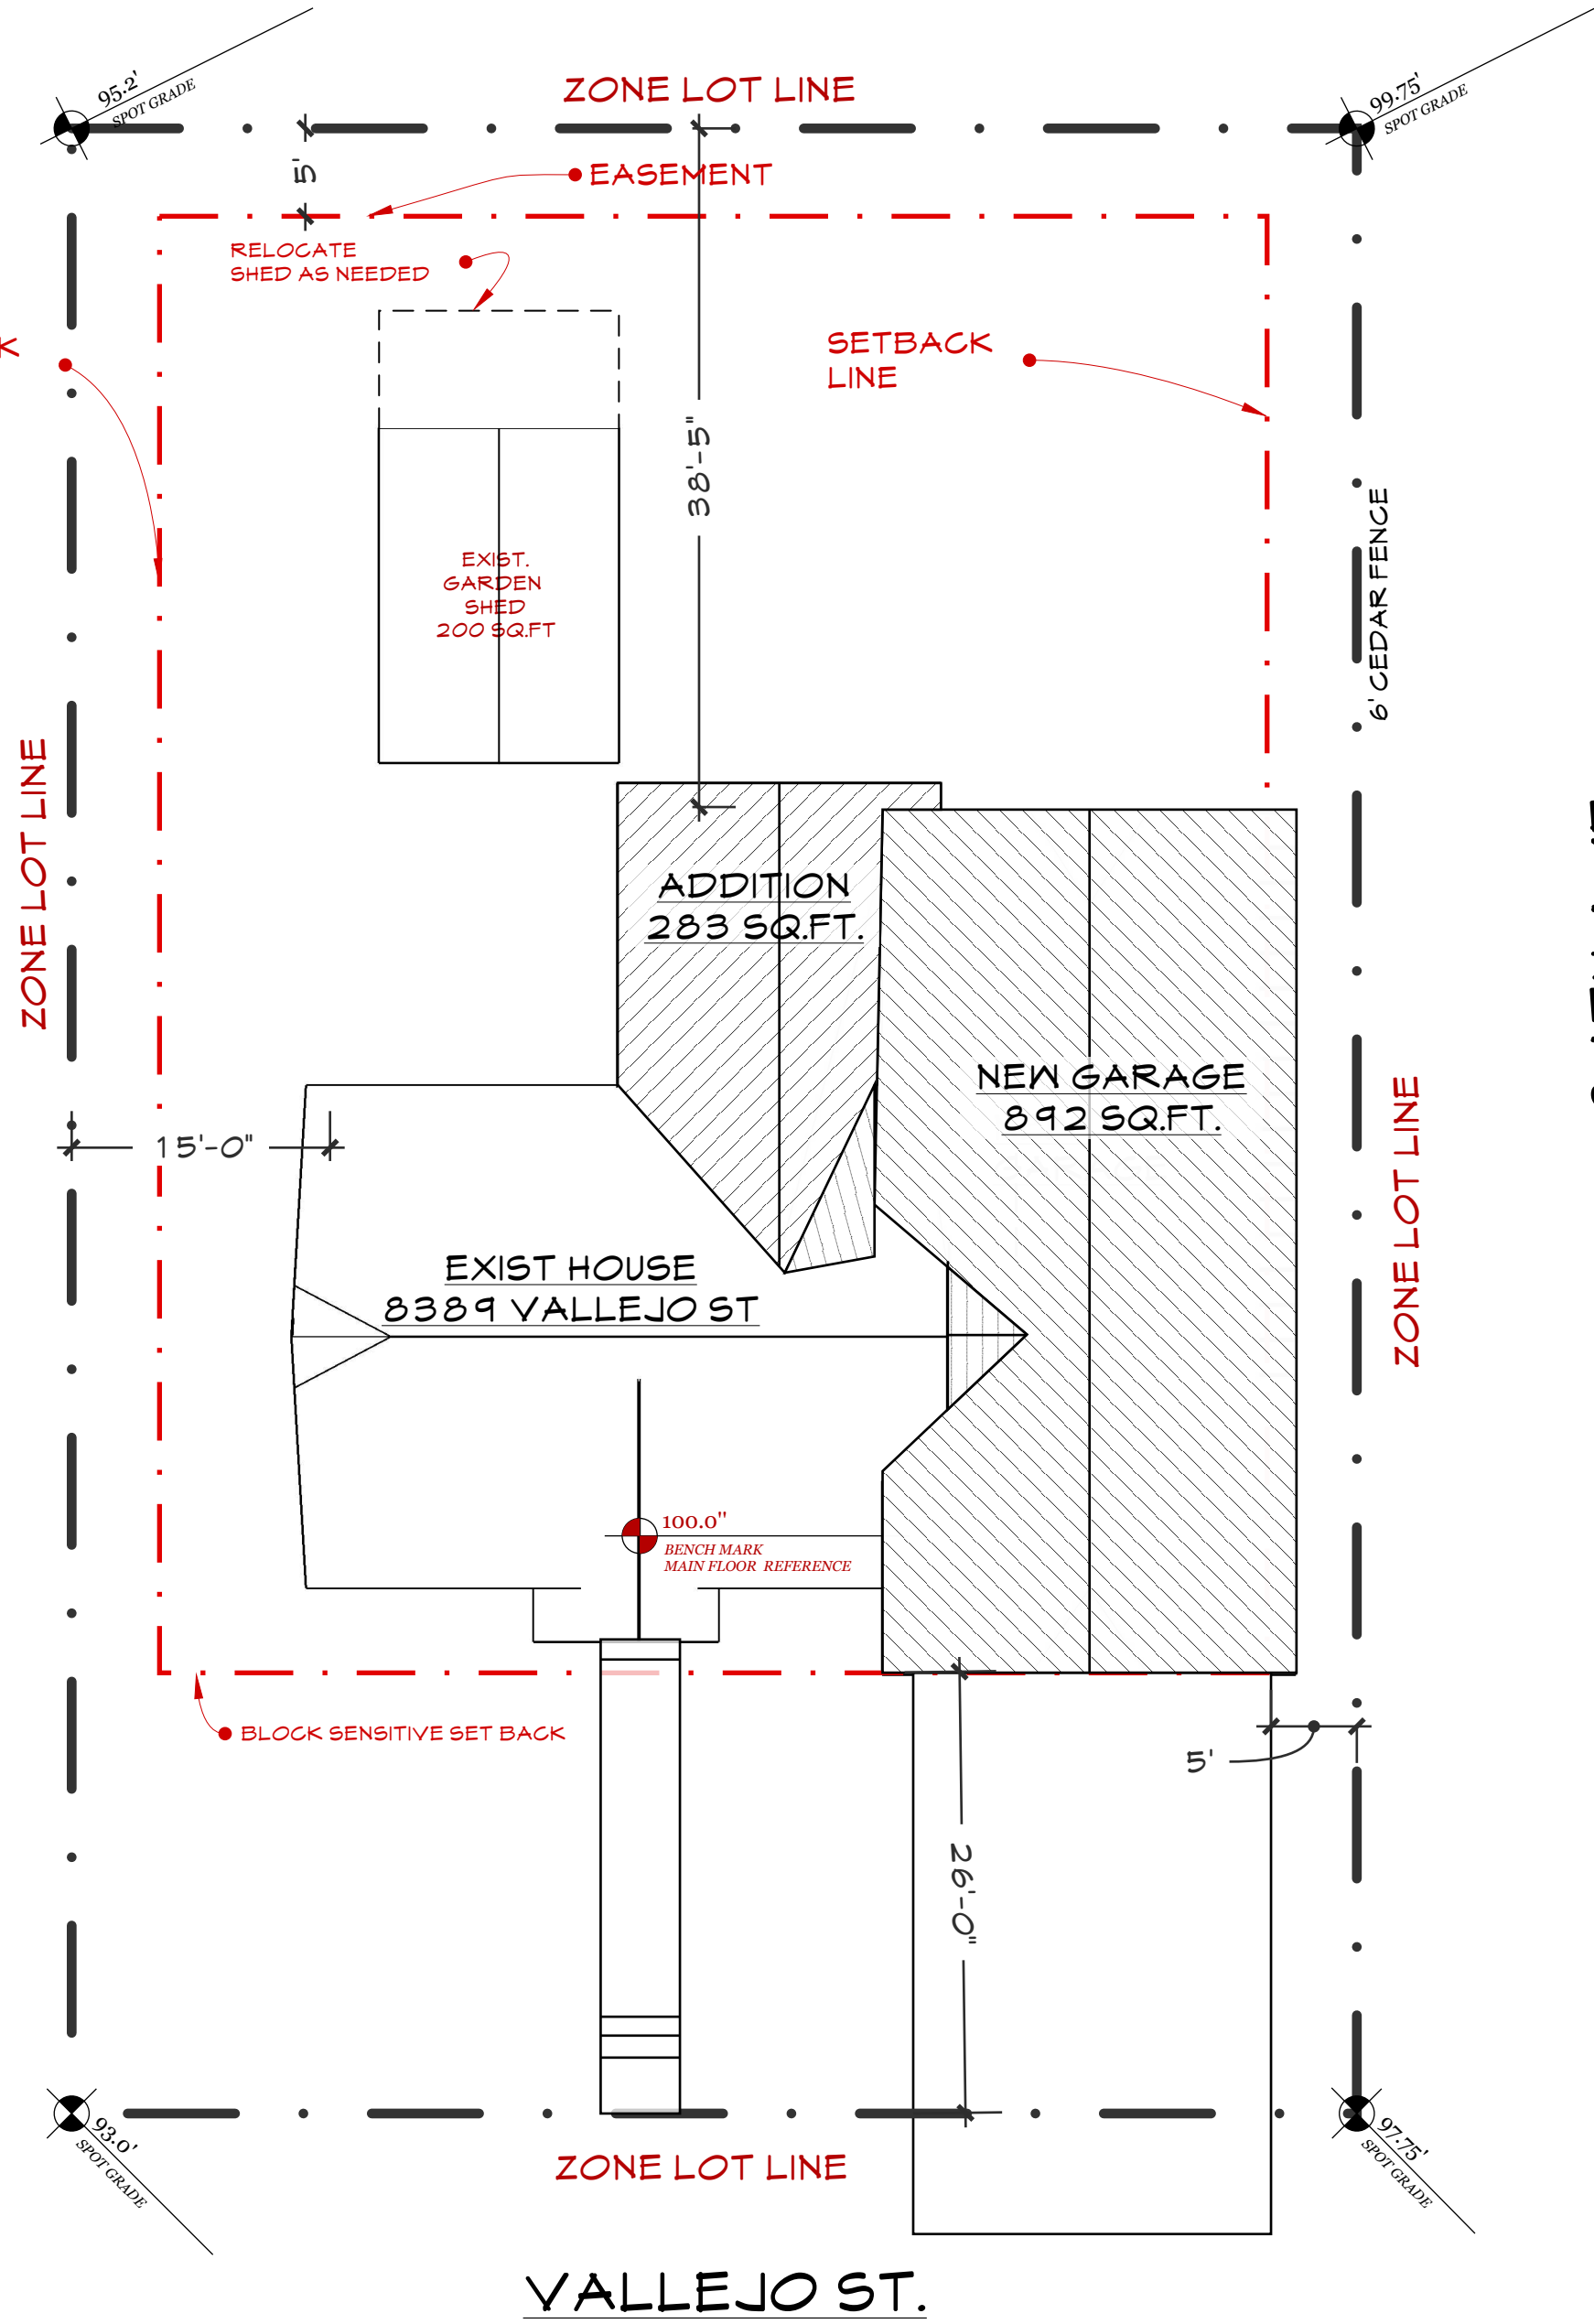 95.2'
SPOT GRADE
ZONE LOT LINE
99.75'
SPOT GRADE
5'
EASEMENT
RELOCATE
SHED AS NEEDED
K
SETBACK
LINE
38'-5"
6' CEDAR FENCE
EXIST.
GARDEN
SHED
200 SQ.FT
ZONE LOT LINE
ADDITION
283 SQ.FT.
NEW GARAGE
892 SQ.FT.
15'-0"
ZONE LOT LINE
EXIST HOUSE
8389 VALLEJO ST
100.0"
BENCH MARK
MAIN FLOOR REFERENCE
BLOCK SENSITIVE SET BACK
5'
26'-0"
93.0'
SPOT GRADE
ZONE LOT LINE
97.75'
SPOT GRADE
VALLEJO ST.